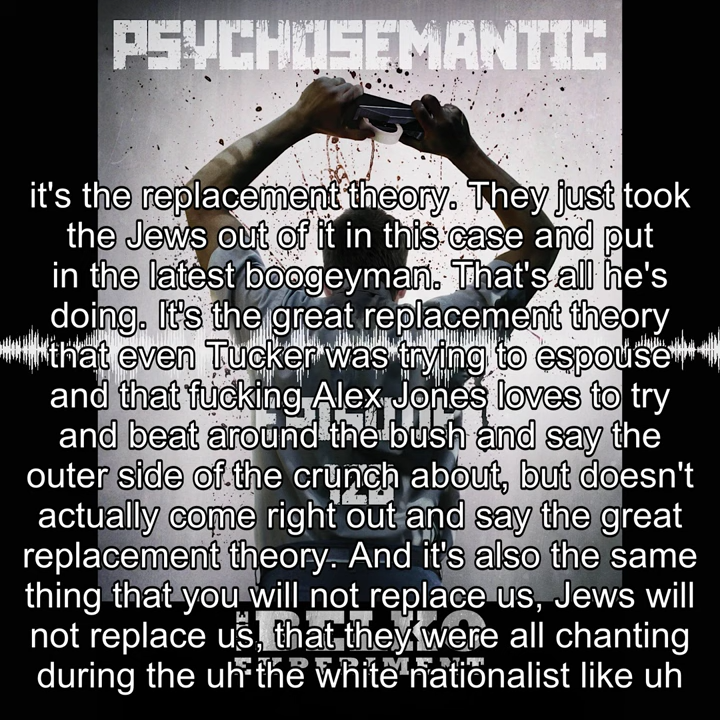 PSYCHOSEMANTIC
it's the replacement theory. They just took
the Jews out of it in this case and put
in the latest boogeyman. That's all he's
doing. It's the great replacement theory
that even Tucker was trying to espouse
and that fucking Alex Jones loves to try
and beat around the bush and say the
outer side of the crunch about, but doesn't
actually come right out and say the great
replacement theory. And it's also the same
thing that you will not replace us, Jews will
not replace us, that they were all chanting
during the uh the white nationalist like uh
EXPERIMENT